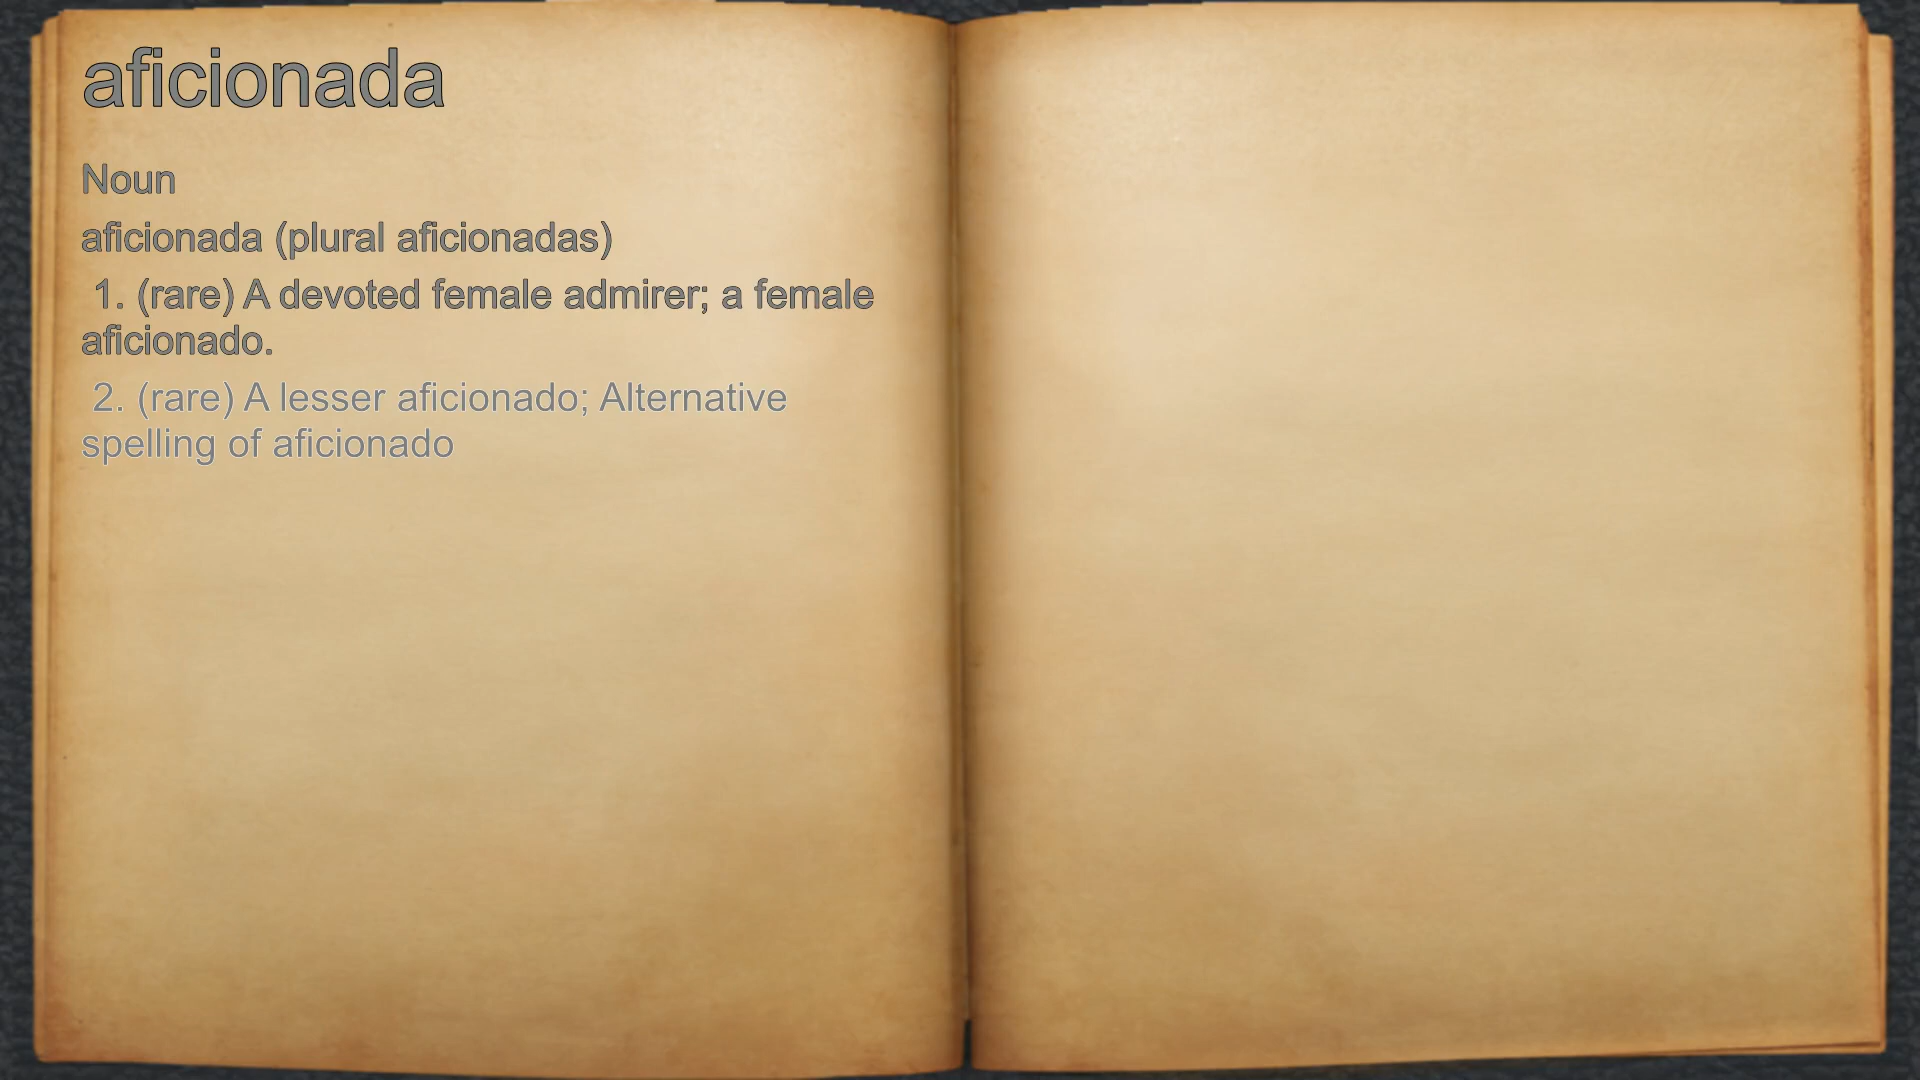 aficionada
Noun
aficionada (plural aficionadas)
1. (rare) A devoted female admirer; a female
aficionado.
2. (rare) A lesser aficionado; Alternative
spelling of aficionado